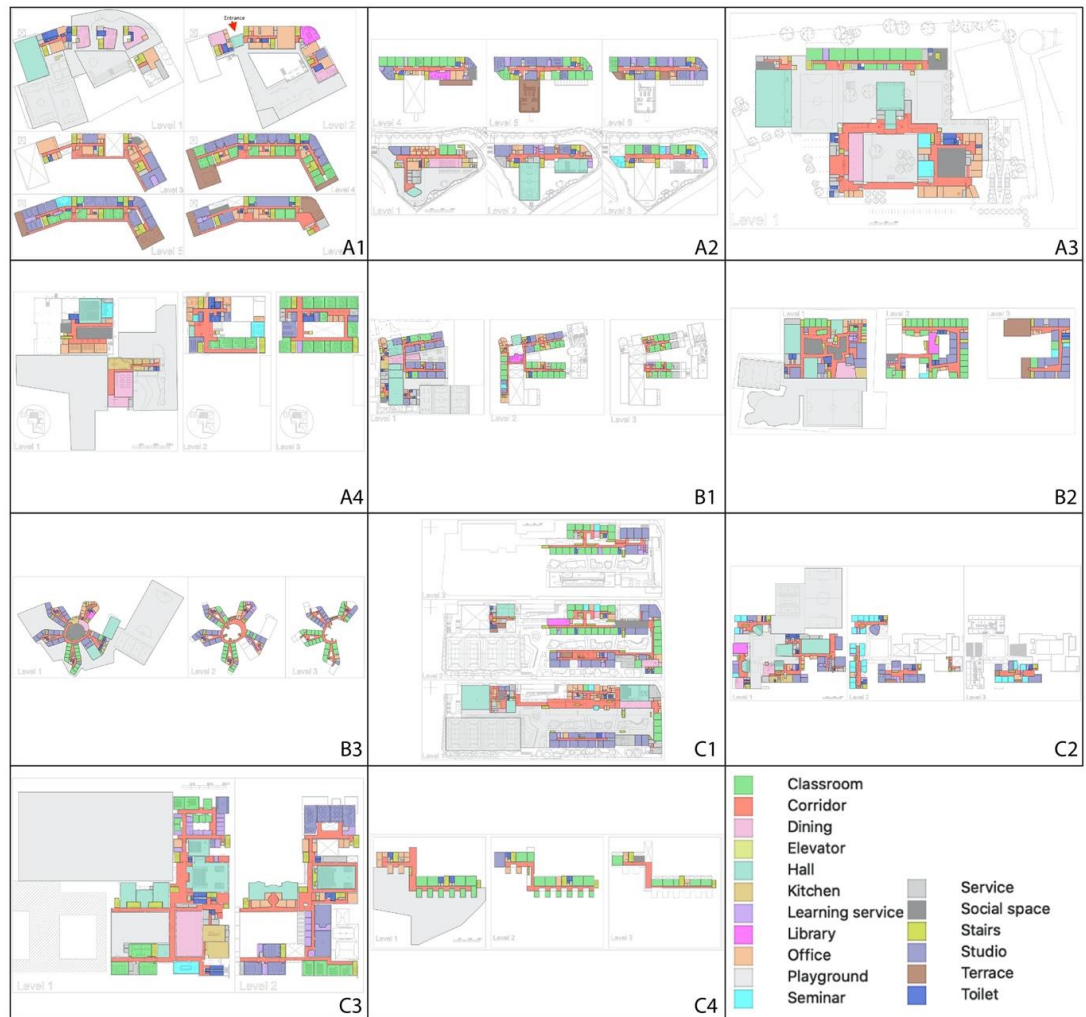 Entrance
Level 1
Level 2
Level 3
Level 4
Level 5
A1
Level 4
Level 5
Level 6
Level 1
Level 2
Level 3
A2
Level 1
A3
Level 1
Level 2
Level 3
A4
Level 1
Level 2
Level 3
B1
Level 1
B2
Level 1
Level 2
Level 3
B3
C1
Level 1
Level 2
Level 3
C2
Level 1
Level 2
C3
Level 1
Level 2
Level 3
C4
Classroom
Corridor
Dining
Elevator
Hall
Kitchen
Learning service
Library
Office
Playground
Seminar
Service
Social space
Stairs
Studio
Terrace
Toilet